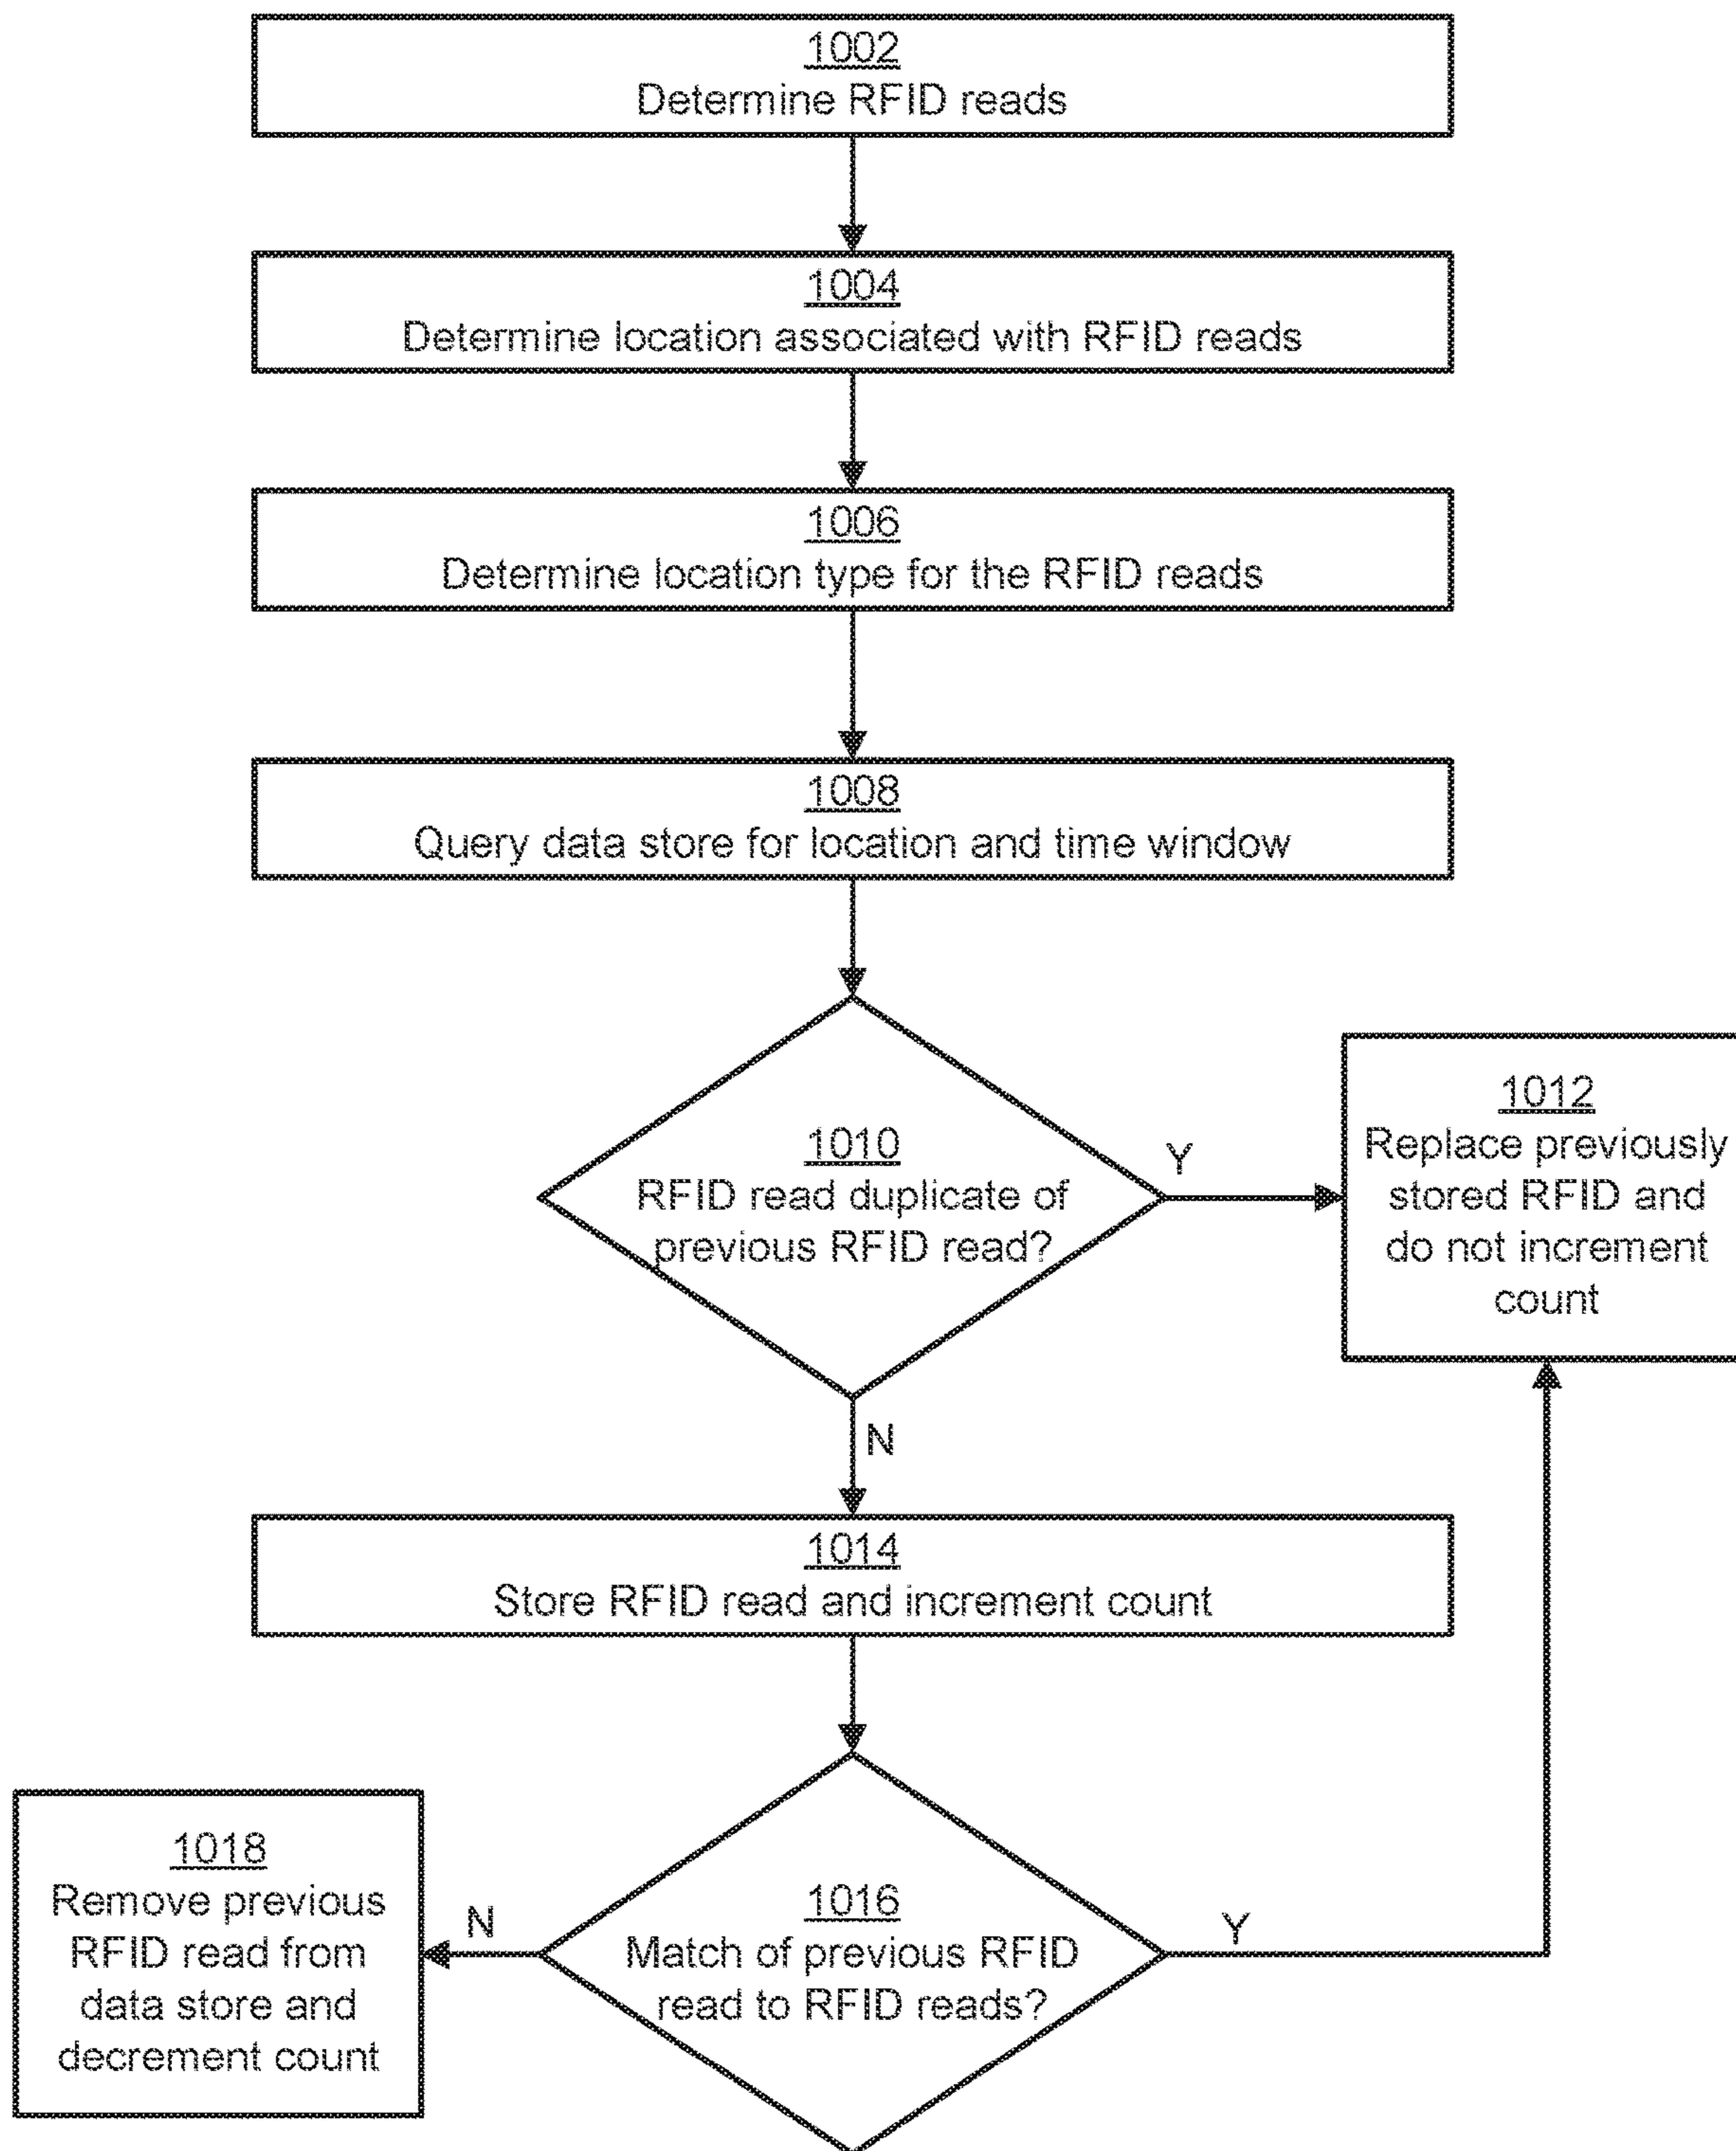 1002
Determine RFID reads
1004
Determine location associated with RFID reads
1006
Determine location type for the RFID reads
1008
Query data store for location and time window
1010
RFID read duplicate of
previous RFID read?
Y
1012
Replace previously
stored RFID and
do not increment
count
N
1014
Store RFID read and increment count
1018
Remove previous
RFID read from
data store and
decrement count
N
1016
Match of previous RFID
read to RFID reads?
Y